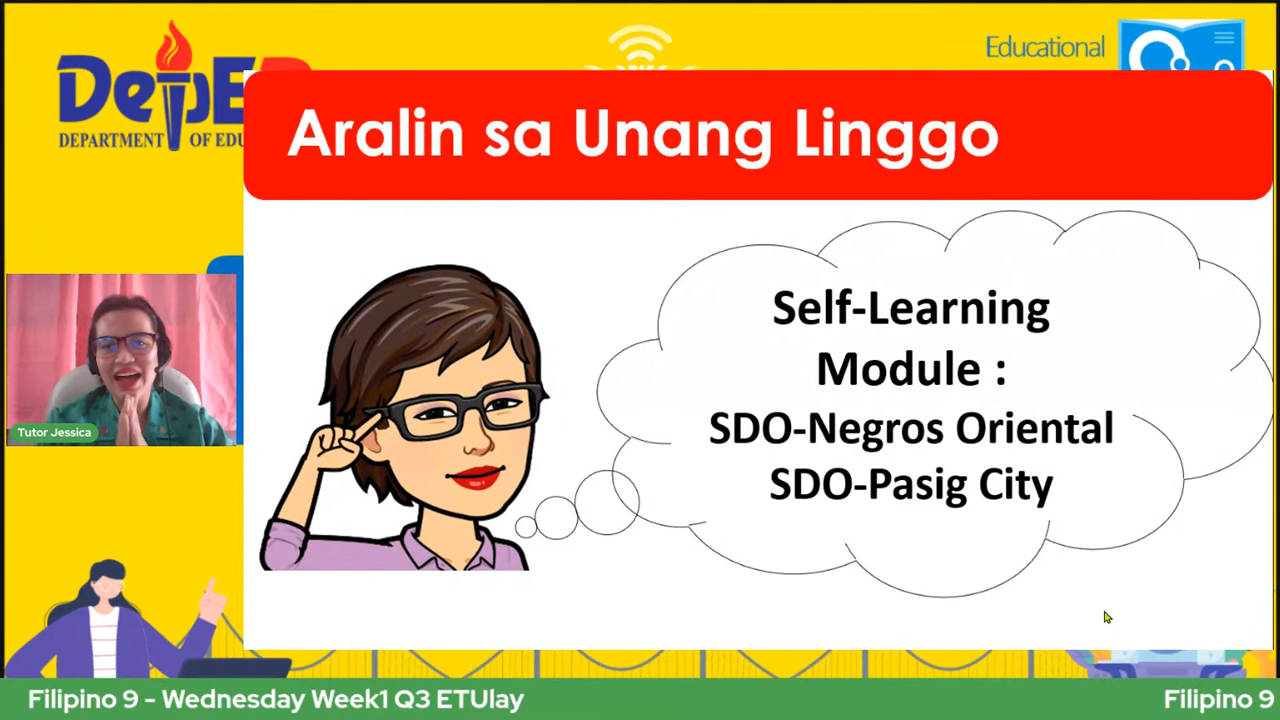 DepED
DEPARTMENT OF EDU
Educational
Aralin sa Unang Linggo
Self-Learning
Module :
SDO-Negros Oriental
SDO-Pasig City
Tutor Jessica
Filipino 9 - Wednesday Week1 Q3 ETUlay
Filipino 9